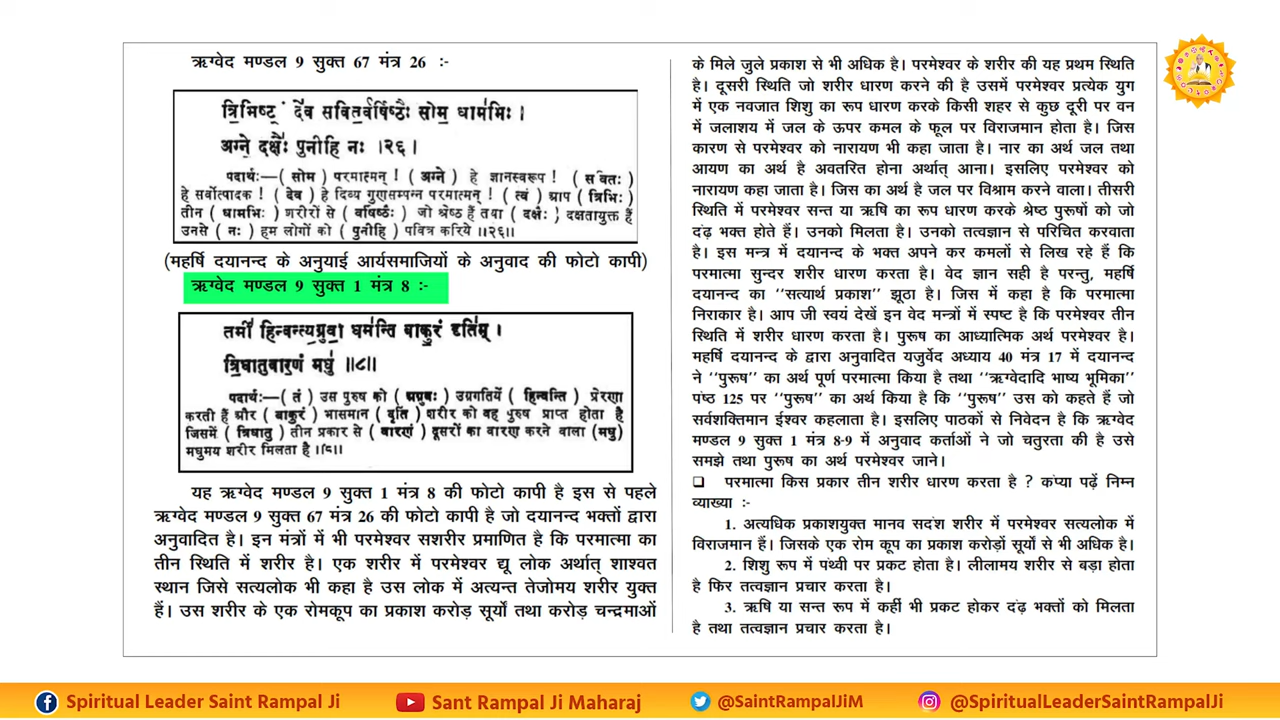 ऋग्वेद मण्डल 9 सुक्त 67 मंत्र 26 :-
त्रिभिष्ट्वं देव सवितर्वर्षिष्ठैः सोम धामभिः ।
अग्ने दक्षैः पुनीहि नः ।२६।
पदार्थः—( सोम ) परमात्मन् ! ( अग्ने ) हे ज्ञानस्वरूप ! ( सवितः )
हे सर्वोत्पादक ! ( देव ) हे दिव्य गुणसम्पन्न परमात्मन् ! ( त्वं ) आप ( त्रिभिः )
तीन ( धामभिः ) शरीरों से ( वर्षिष्ठैः ) जो श्रेष्ठ हैं तथा ( दक्षैः ) दक्षतायुक्त हैं
उनसे ( नः ) हम लोगों को ( पुनीहि ) पवित्र करिये ॥२६॥
(महर्षि दयानन्द के अनुयाई आर्यसमाजियों के अनुवाद की फोटो कापी)
ऋग्वेद मण्डल 9 सुक्त 1 मंत्र 8 :-
तमीं हिन्वन्त्यग्रुवो धमन्ति बाकुरं दृतिम् ।
त्रिधातु वारणं मधु ॥८॥
पदार्थः—( तं ) उस पुरुष को ( अग्रुवः ) उग्रगतियें ( हिन्वन्ति ) प्रेरणा
करती हैं और ( बाकुरं ) भासमान ( दृतिं ) शरीर को वह पुरुष प्राप्त होता है
जिसमें ( त्रिधातु ) तीन प्रकार से ( वारणं ) दूसरों का वारण करने वाला (मधु)
मधुमय शरीर मिलता है ॥८॥
यह ऋग्वेद मण्डल 9 सुक्त 1 मंत्र 8 की फोटो कापी है इस से पहले
ऋग्वेद मण्डल 9 सुक्त 67 मंत्र 26 की फोटो कापी है जो दयानन्द भक्तों द्वारा
अनुवादित है। इन मंत्रों में भी परमेश्वर सशरीर प्रमाणित है कि परमात्मा का
तीन स्थिति में शरीर है। एक शरीर में परमेश्वर द्यू लोक अर्थात् शाश्वत
स्थान जिसे सत्यलोक भी कहा है उस लोक में अत्यन्त तेजोमय शरीर युक्त
हैं। उस शरीर के एक रोमकूप का प्रकाश करोड़ सूर्यों तथा करोड़ चन्द्रमाओं
के मिले जुले प्रकाश से भी अधिक है। परमेश्वर के शरीर की यह प्रथम स्थिति
है। दूसरी स्थिति जो शरीर धारण करने की है उसमें परमेश्वर प्रत्येक युग
में एक नवजात शिशु का रूप धारण करके किसी शहर से कुछ दूरी पर वन
में जलाशय में जल के ऊपर कमल के फूल पर विराजमान होता है। जिस
कारण से परमेश्वर को नारायण भी कहा जाता है। नार का अर्थ जल तथा
आयण का अर्थ है अवतरित होना अर्थात् आना। इसलिए परमेश्वर को
नारायण कहा जाता है। जिस का अर्थ है जल पर विश्राम करने वाला। तीसरी
स्थिति में परमेश्वर सन्त या ऋषि का रूप धारण करके श्रेष्ठ पुरूषों को जो
दंढ़ भक्त होते हैं। उनको मिलता है। उनको तत्वज्ञान से परिचित करवाता
है। इस मन्त्र में दयानन्द के भक्त अपने कर कमलों से लिख रहे हैं कि
परमात्मा सुन्दर शरीर धारण करता है। वेद ज्ञान सही है परन्तु, महर्षि
दयानन्द का "सत्यार्थ प्रकाश" झूठा है। जिस में कहा है कि परमात्मा
निराकार है। आप जी स्वयं देखें इन वेद मन्त्रों में स्पष्ट है कि परमेश्वर तीन
स्थिति में शरीर धारण करता है। पुरूष का आध्यात्मिक अर्थ परमेश्वर है।
महर्षि दयानन्द के द्वारा अनुवादित यजुर्वेद अध्याय 40 मंत्र 17 में दयानन्द
ने "पुरूष" का अर्थ पूर्ण परमात्मा किया है तथा "ऋग्वेदादि भाष्य भूमिका"
पंष्ठ 125 पर "पुरूष" का अर्थ किया है कि "पुरूष" उस को कहते हैं जो
सर्वशक्तिमान ईश्वर कहलाता है। इसलिए पाठकों से निवेदन है कि ऋग्वेद
मण्डल 9 सुक्त 1 मंत्र 8-9 में अनुवाद कर्ताओं ने जो चतुरता की है उसे
समझे तथा पुरूष का अर्थ परमेश्वर जाने।
❑ परमात्मा किस प्रकार तीन शरीर धारण करता है ? कंप्या पढ़ें निम्न
व्याख्या :-
1. अत्यधिक प्रकाशयुक्त मानव सदंश शरीर में परमेश्वर सत्यलोक में
विराजमान हैं। जिसके एक रोम कूप का प्रकाश करोड़ों सूर्यों से भी अधिक है।
2. शिशु रूप में पंथ्वी पर प्रकट होता है। लीलामय शरीर से बड़ा होता
है फिर तत्वज्ञान प्रचार करता है।
3. ऋषि या सन्त रूप में कहीं भी प्रकट होकर दंढ़ भक्तों को मिलता
है तथा तत्वज्ञान प्रचार करता है।
Spiritual Leader Saint Rampal Ji
Sant Rampal Ji Maharaj
@SaintRampalJiM
@SpiritualLeaderSaintRampalJi